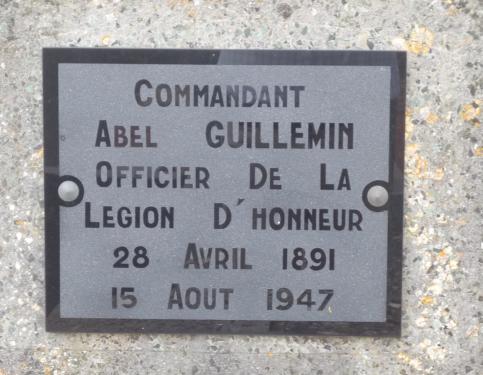 COMMANDANT
ABEL GUILLEMIN
OFFICIER DE LA
LEGION D'HONNEUR
28 AVRIL 1891
15 AOUT 1947